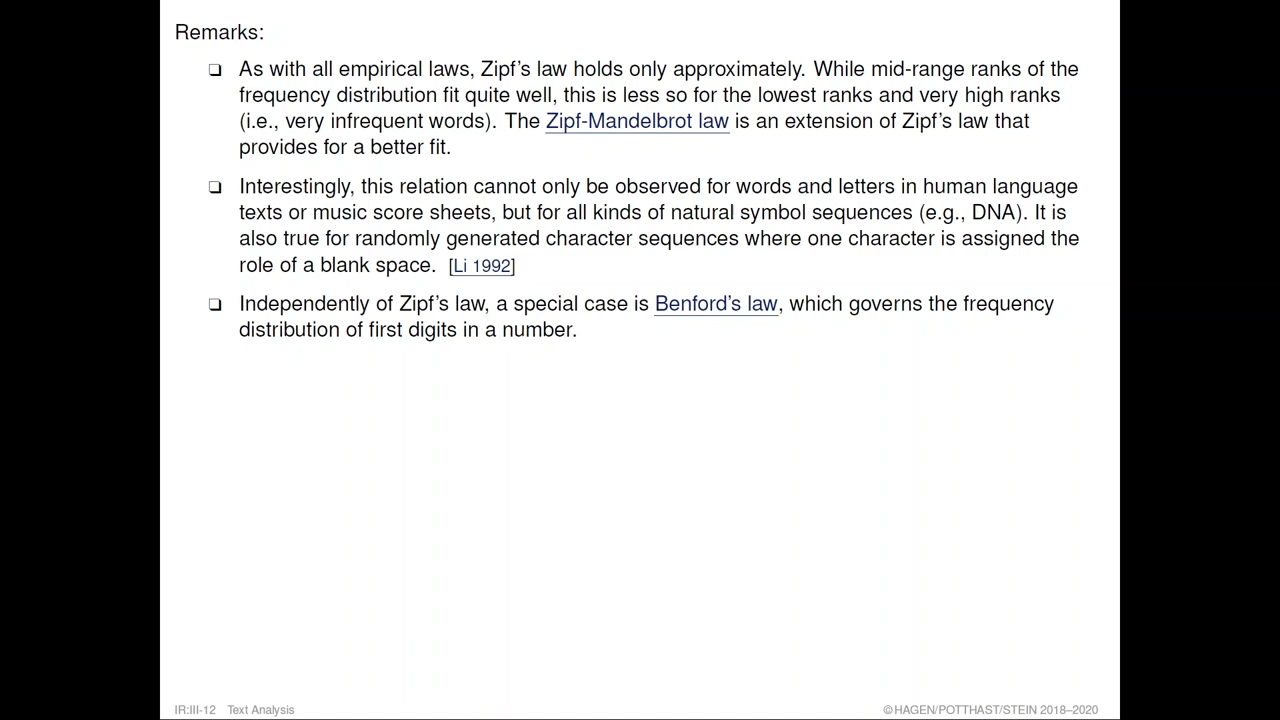 Remarks:
❏ As with all empirical laws, Zipf's law holds only approximately. While mid-range ranks of the
frequency distribution fit quite well, this is less so for the lowest ranks and very high ranks
(i.e., very infrequent words). The Zipf-Mandelbrot law is an extension of Zipf's law that
provides for a better fit.
❏ Interestingly, this relation cannot only be observed for words and letters in human language
texts or music score sheets, but for all kinds of natural symbol sequences (e.g., DNA). It is
also true for randomly generated character sequences where one character is assigned the
role of a blank space. [Li 1992]
❏ Independently of Zipf's law, a special case is Benford's law, which governs the frequency
distribution of first digits in a number.
IR:III-12 Text Analysis
©HAGEN/POTTHAST/STEIN 2018–2020